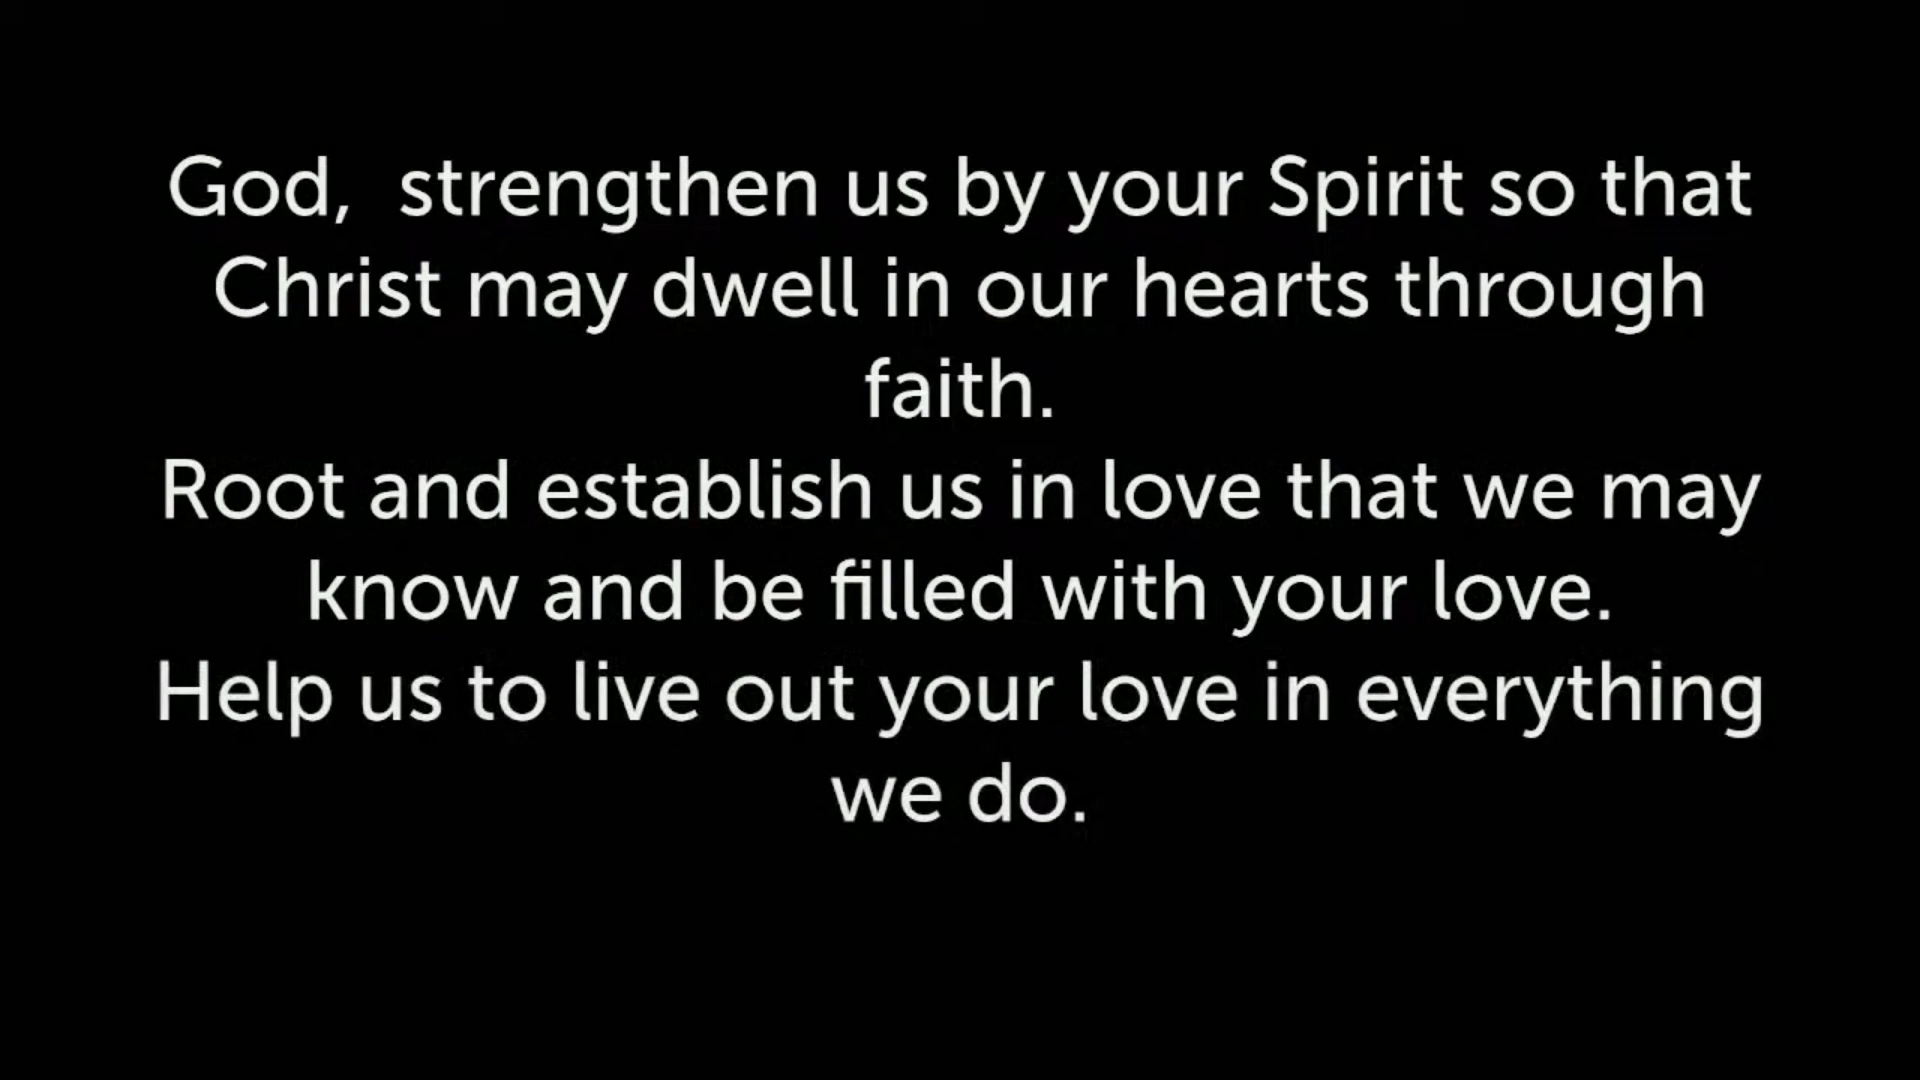 God,  strengthen us by your Spirit so that
Christ may dwell in our hearts through
faith.
Root and establish us in love that we may
know and be filled with your love.
Help us to live out your love in everything
we do.